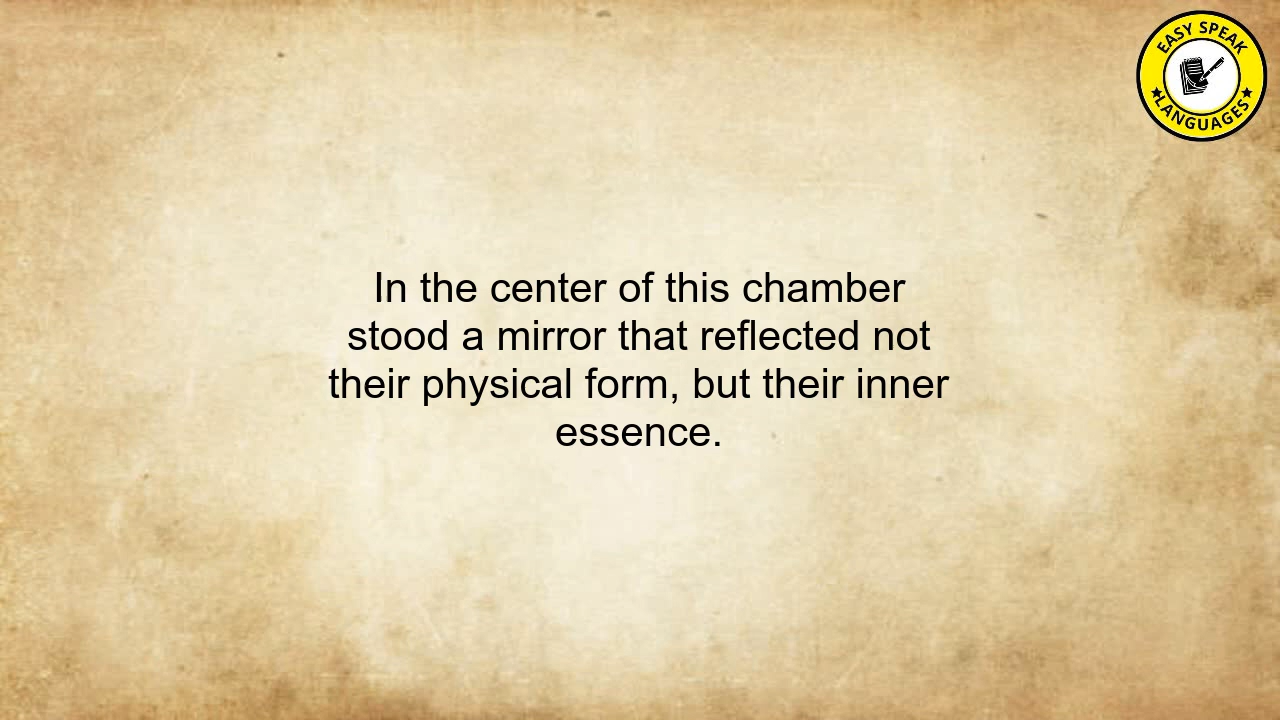 EASY SPEAK
LANGUAGES
In the center of this chamber
stood a mirror that reflected not
their physical form, but their inner
essence.